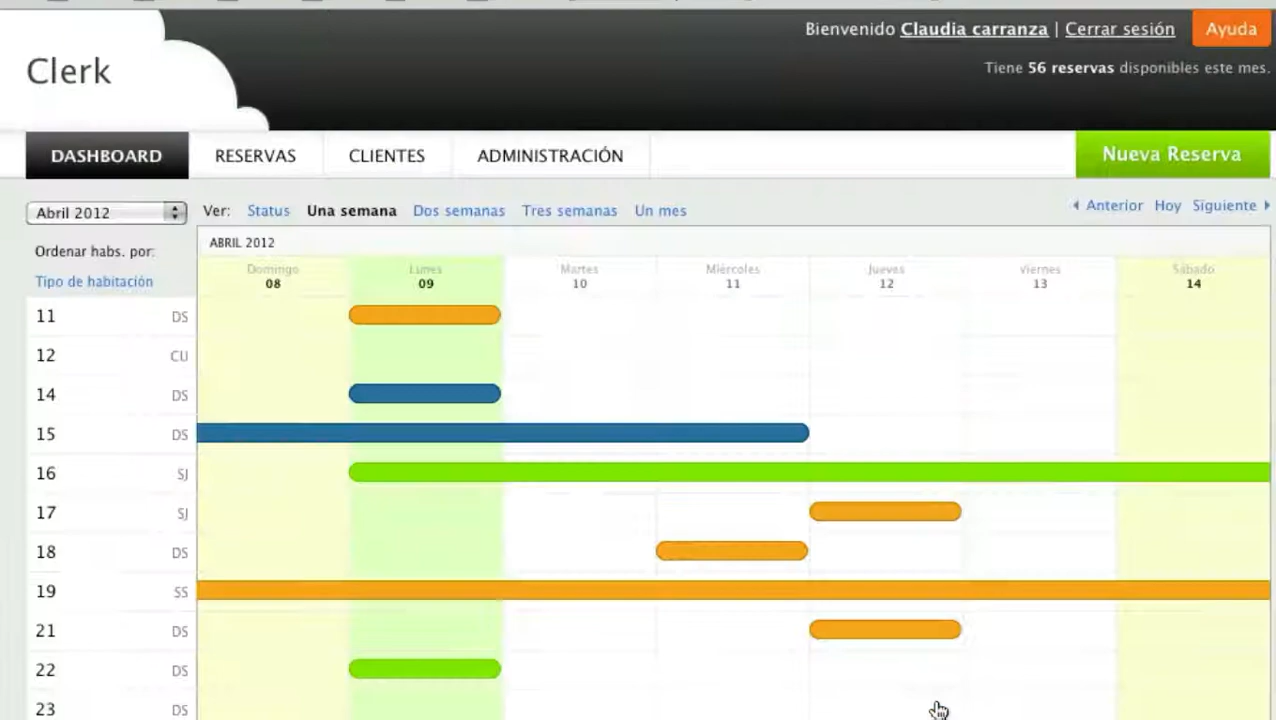 Bienvenido Claudia carranza | Cerrar sesión Ayuda
Clerk
Tiene 56 reservas disponibles este mes.
DASHBOARD RESERVAS CLIENTES ADMINISTRACIÓN Nueva Reserva
Abril 2012 Ver: Status Una semana Dos semanas Tres semanas Un mes Anterior Hoy Siguiente
ABRIL 2012
Ordenar habs. por:
Tipo de habitación
Domingo Lunes Martes Miércoles Jueves Viernes Sábado
08 09 10 11 12 13 14
11 DS
12 CU
14 DS
15 DS
16 SJ
17 SJ
18 DS
19 SS
21 DS
22 DS
23 DS